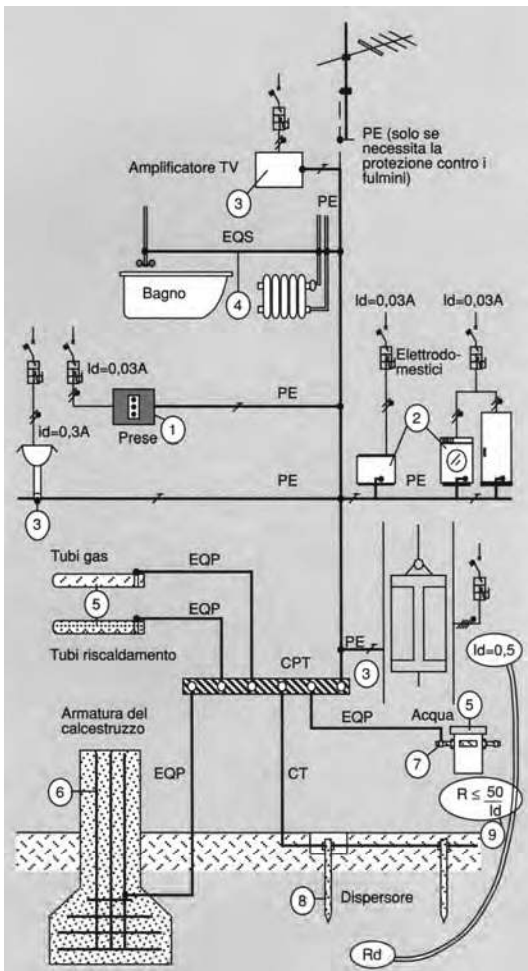 PE (solo se
necessita la
protezione contro i
fulmini)
Amplificatore TV
3
PE
EQS
Bagno
4
Id=0,03A
Id=0,03A
Elettrodo-
mestici
Id=0,03A
PE
1
Prese
id=0,3A
2
PE
PE
3
Tubi gas
EQP
5
EQP
Tubi riscaldamento
CPT
PE
3
Id=0,5
Armatura del
calcestruzzo
EQP
Acqua
5
7
6
EQP
CT
R ≤ 50
Id
9
8
Dispersore
Rd